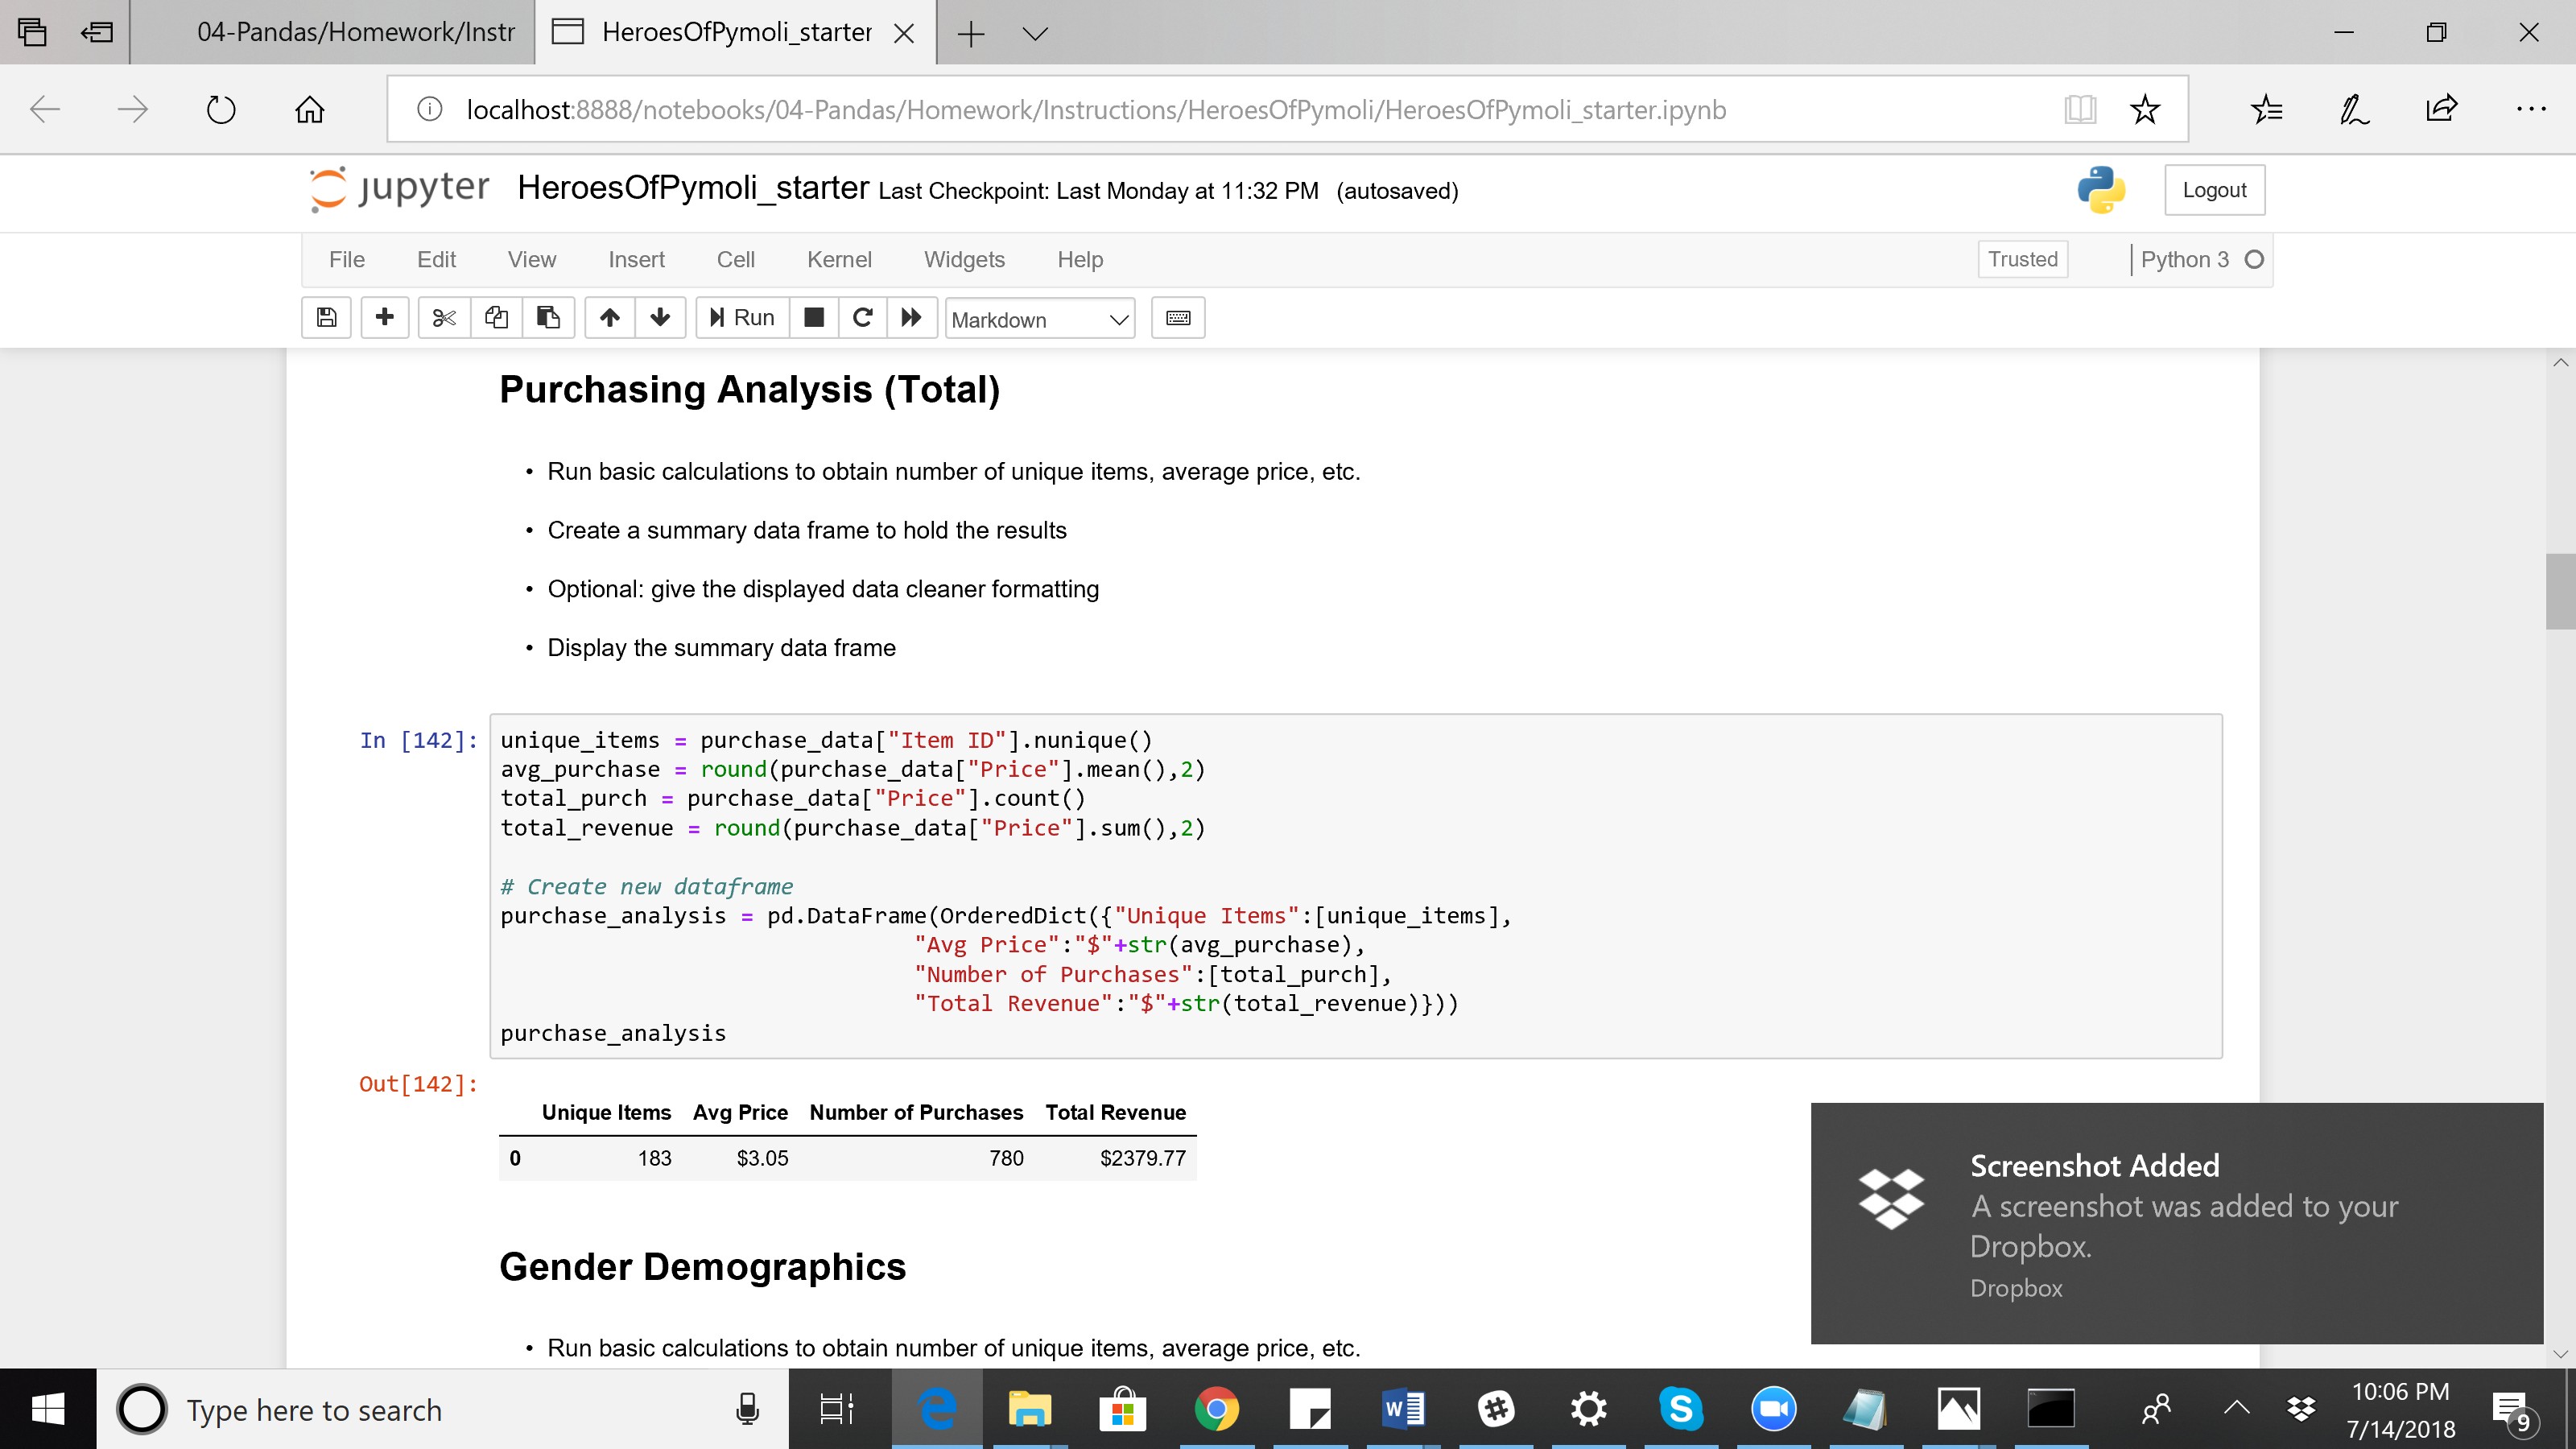 04-Pandas/Homework/Instr
HeroesOfPymoli_starter
localhost:8888/notebooks/04-Pandas/Homework/Instructions/HeroesOfPymoli/HeroesOfPymoli_starter.ipynb
jupyter HeroesOfPymoli_starter Last Checkpoint: Last Monday at 11:32 PM (autosaved)
Logout
File Edit View Insert Cell Kernel Widgets Help
Trusted
Python 3
Run
Markdown
Purchasing Analysis (Total)
• Run basic calculations to obtain number of unique items, average price, etc.
• Create a summary data frame to hold the results
• Optional: give the displayed data cleaner formatting
• Display the summary data frame
In [142]:
unique_items = purchase_data["Item ID"].nunique()
avg_purchase = round(purchase_data["Price"].mean(),2)
total_purch = purchase_data["Price"].count()
total_revenue = round(purchase_data["Price"].sum(),2)
# Create new dataframe
purchase_analysis = pd.DataFrame(OrderedDict({"Unique Items":[unique_items],
"Avg Price":"$"+str(avg_purchase),
"Number of Purchases":[total_purch],
"Total Revenue":"$"+str(total_revenue)}))
purchase_analysis
Out[142]:
Unique Items Avg Price Number of Purchases Total Revenue
0 183 $3.05 780 $2379.77
Gender Demographics
• Run basic calculations to obtain number of unique items, average price, etc.
Screenshot Added
A screenshot was added to your
Dropbox.
Dropbox
Type here to search
10:06 PM
7/14/2018
9